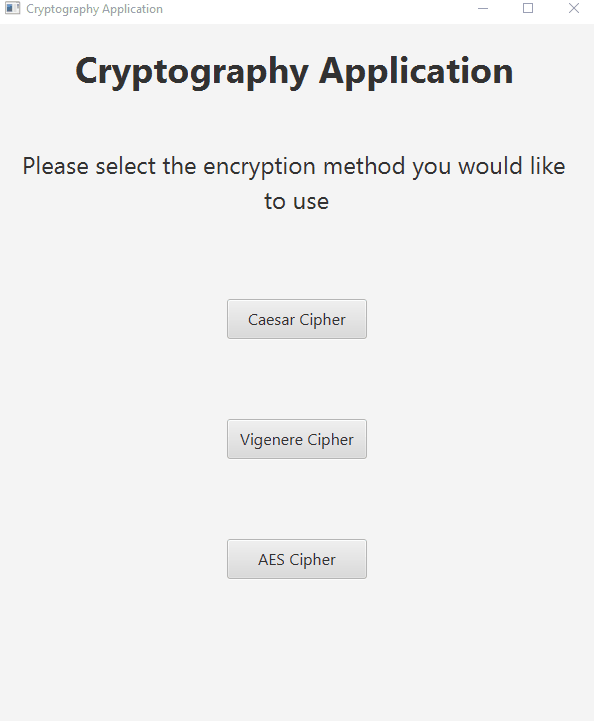 Cryptography Application
Cryptography Application
Please select the encryption method you would like
to use
Caesar Cipher
Vigenere Cipher
AES Cipher